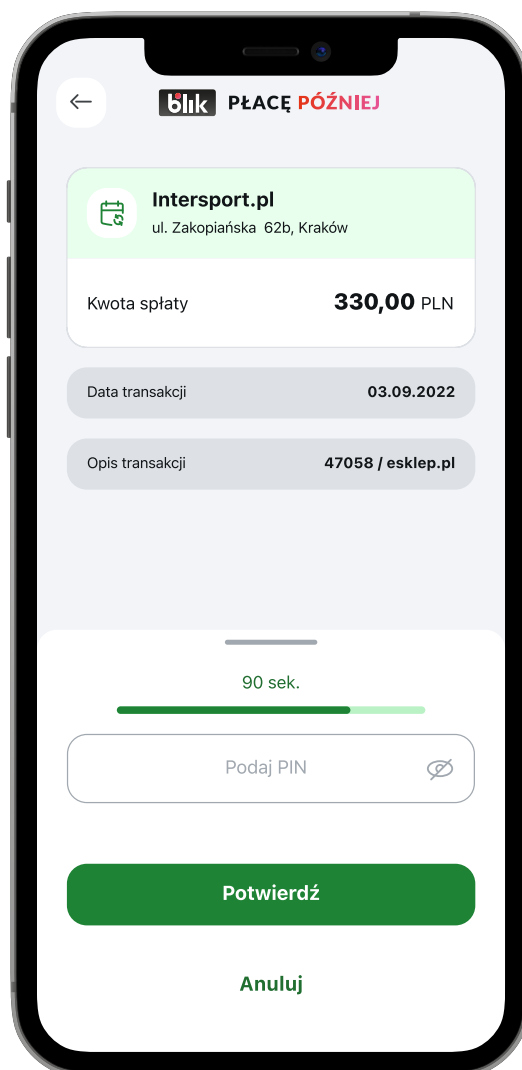 blik PŁACĘ PÓŹNIEJ
Intersport.pl
ul. Zakopiańska 62b, Kraków
Kwota spłaty 330,00 PLN
Data transakcji 03.09.2022
Opis transakcji 47058 / esklep.pl
90 sek.
Podaj PIN
Potwierdź
Anuluj